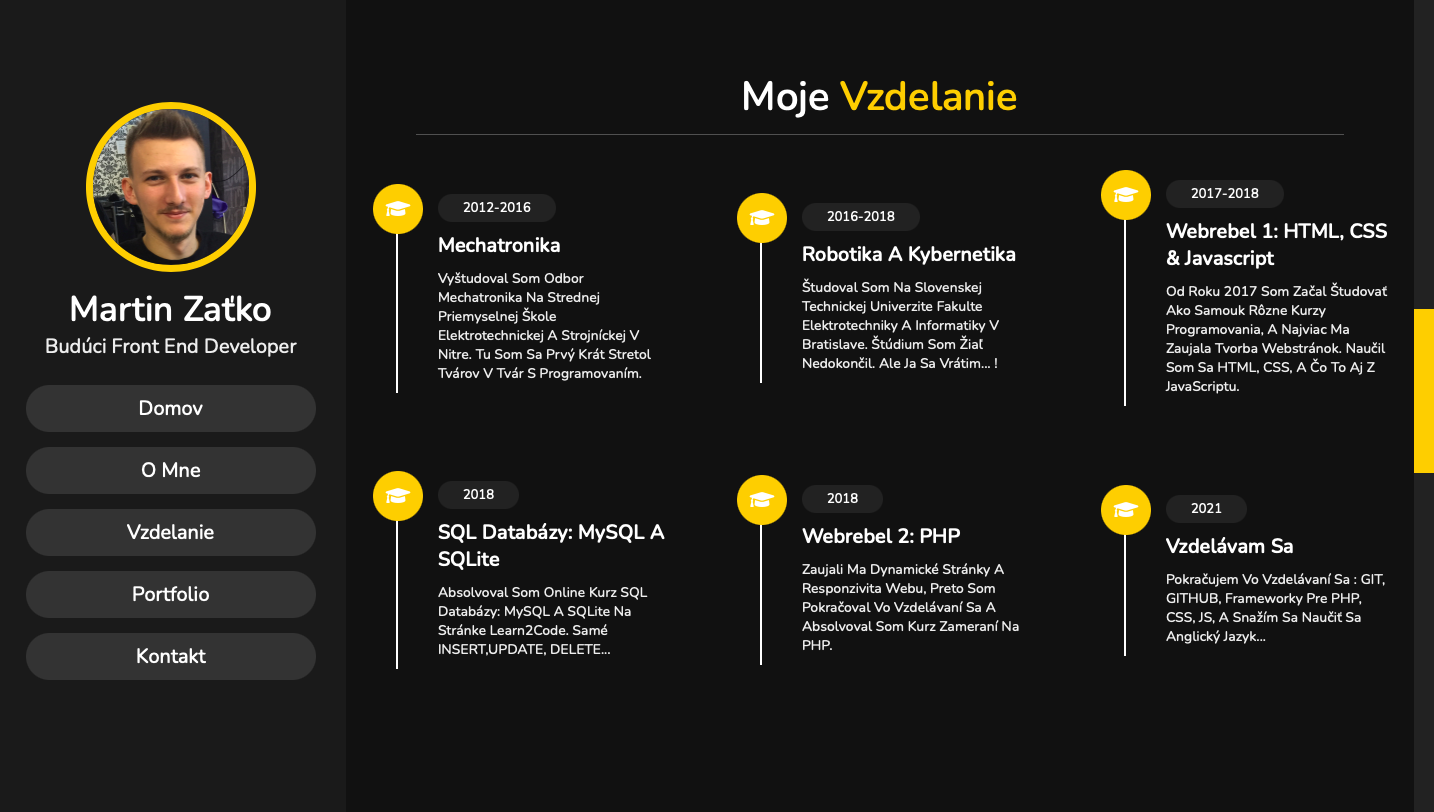 Martin Zaťko
Budúci Front End Developer
Domov
O Mne
Vzdelanie
Portfolio
Kontakt
Moje Vzdelanie
2012-2016
Mechatronika
Vyštudoval Som Odbor
Mechatronika Na Strednej
Priemyselnej Škole
Elektrotechnickej A Strojníckej V
Nitre. Tu Som Sa Prvý Krát Stretol
Tvárov V Tvár S Programovaním.
2016-2018
Robotika A Kybernetika
Študoval Som Na Slovenskej
Technickej Univerzite Fakulte
Elektrotechniky A Informatiky V
Bratislave. Štúdium Som Žiaľ
Nedokončil. Ale Ja Sa Vrátim... !
2017-2018
Webrebel 1: HTML, CSS
& Javascript
Od Roku 2017 Som Začal Študovať
Ako Samouk Rôzne Kurzy
Programovania, A Najviac Ma
Zaujala Tvorba Webstránok. Naučil
Som Sa HTML, CSS, A Čo To Aj Z
JavaScriptu.
2018
SQL Databázy: MySQL A
SQLite
Absolvoval Som Online Kurz SQL
Databázy: MySQL A SQLite Na
Stránke Learn2Code. Samé
INSERT,UPDATE, DELETE...
2018
Webrebel 2: PHP
Zaujali Ma Dynamické Stránky A
Responzivita Webu, Preto Som
Pokračoval Vo Vzdelávaní Sa A
Absolvoval Som Kurz Zameraní Na
PHP.
2021
Vzdelávam Sa
Pokračujem Vo Vzdelávaní Sa : GIT,
GITHUB, Frameworky Pre PHP,
CSS, JS, A Snažím Sa Naučiť Sa
Anglický Jazyk...